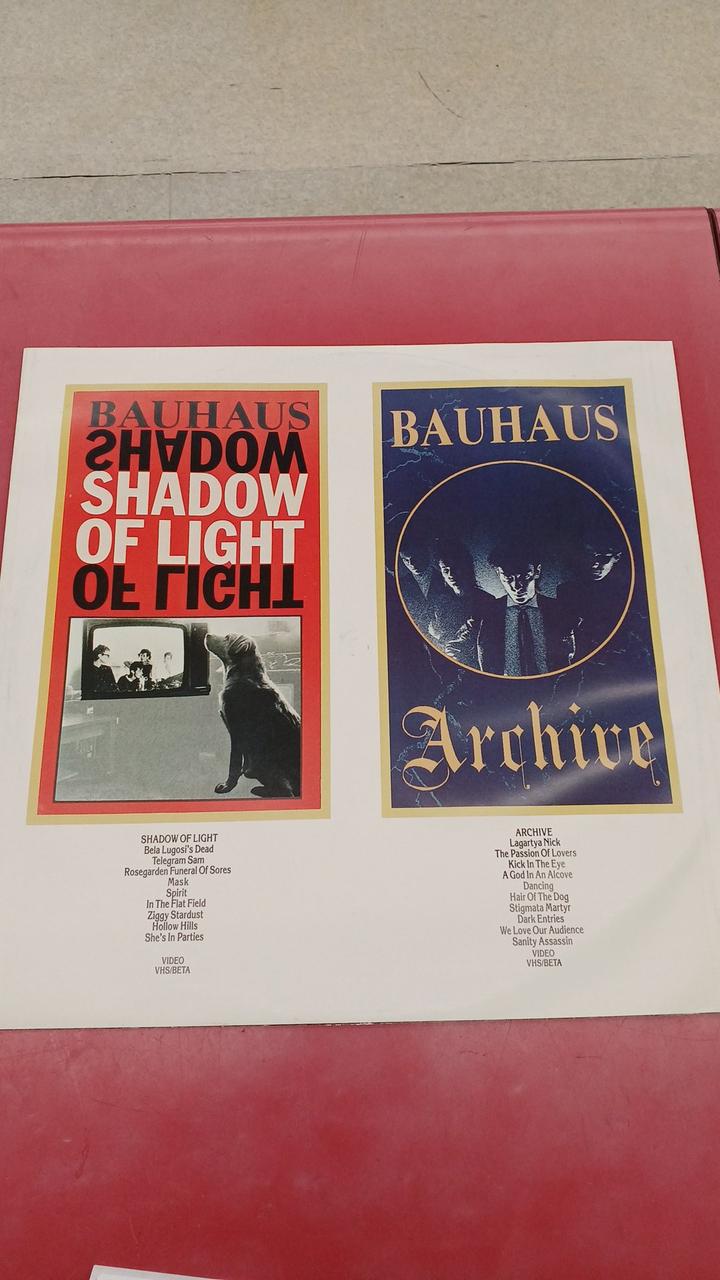 BAUHAUS
SHADOW
SHADOW
OF LIGHT
OF LIGHT
SHADOW OF LIGHT
Bela Lugosi's Dead
Telegram Sam
Rosegarden Funeral Of Sores
Mask
Spirit
In The Flat Field
Ziggy Stardust
Hollow Hills
She's In Parties
VIDEO
VHS/BETA
BAUHAUS
Archive
ARCHIVE
Lagartya Nick
The Passion Of Lovers
Kick In The Eye
A God In An Alcove
Dancing
Hair Of The Dog
Stigmata Martyr
Dark Entries
We Love Our Audience
Sanity Assassin
VIDEO
VHS/BETA